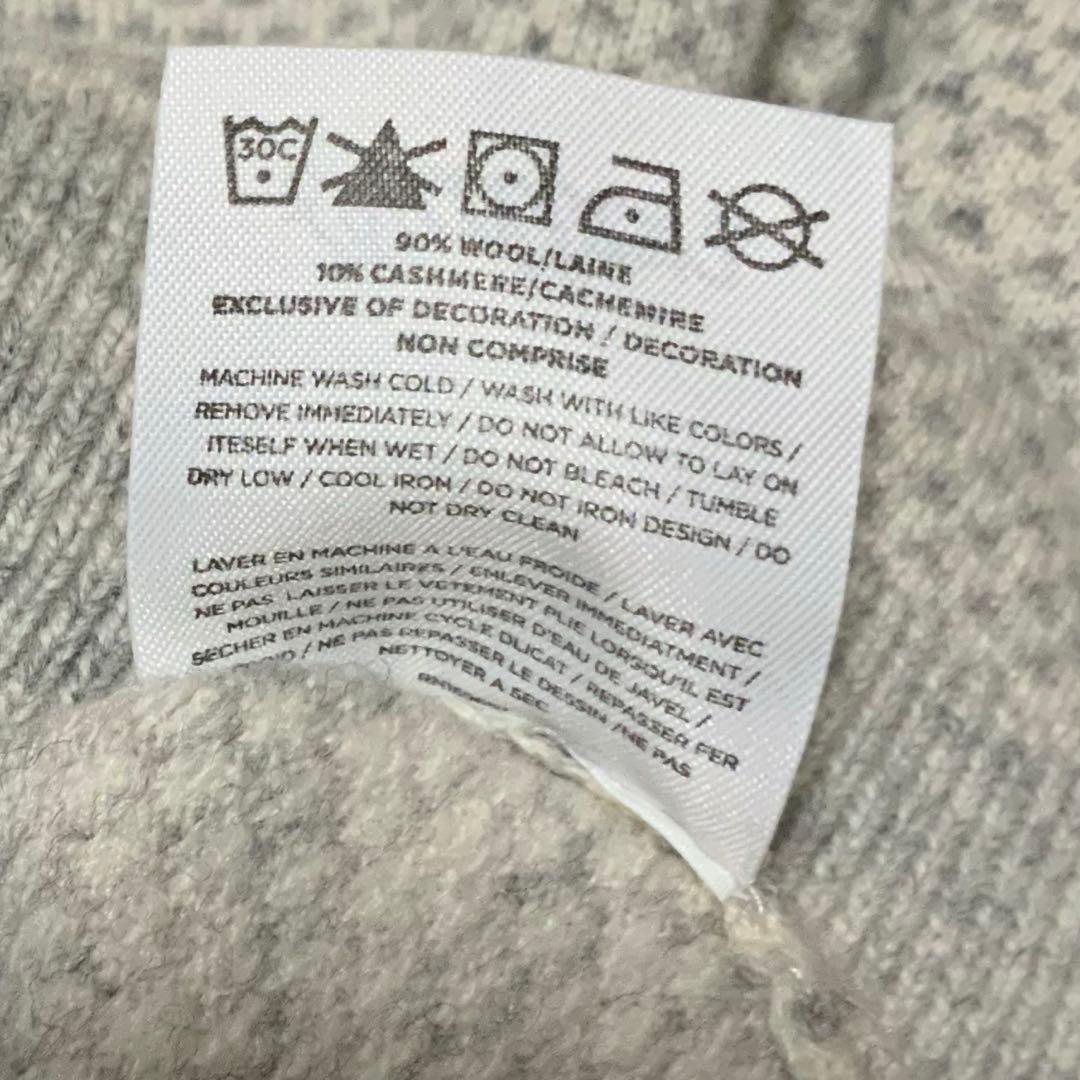 30C
90% WOOL/LAINE
10% CASHMERE/CACHEMIRE
EXCLUSIVE OF DECORATION / DECORATION
NON COMPRISE
MACHINE WASH COLD / WASH WITH LIKE COLORS /
REMOVE IMMEDIATELY / DO NOT ALLOW TO LAY ON
ITESELF WHEN WET / DO NOT BLEACH / TUMBLE
DRY LOW / COOL IRON / DO NOT IRON DESIGN / DO
NOT DRY CLEAN
LAVER EN MACHINE A L'EAU FROIDE / LAVER AVEC
COULEURS SIMILAIRES / ENLEVER IMMEDIATMENT /
NE PAS LAISSER LE VETEMENT PLIE LORSQU'IL EST
MOUILLE / NE PAS UTILISER D'EAU DE JAVEL /
SECHER EN MACHINE CYCLE DLICAT / REPASSER FER
/ NE PAS REPASSER LE DESSIN / NE PAS
NETTOYER A SEC